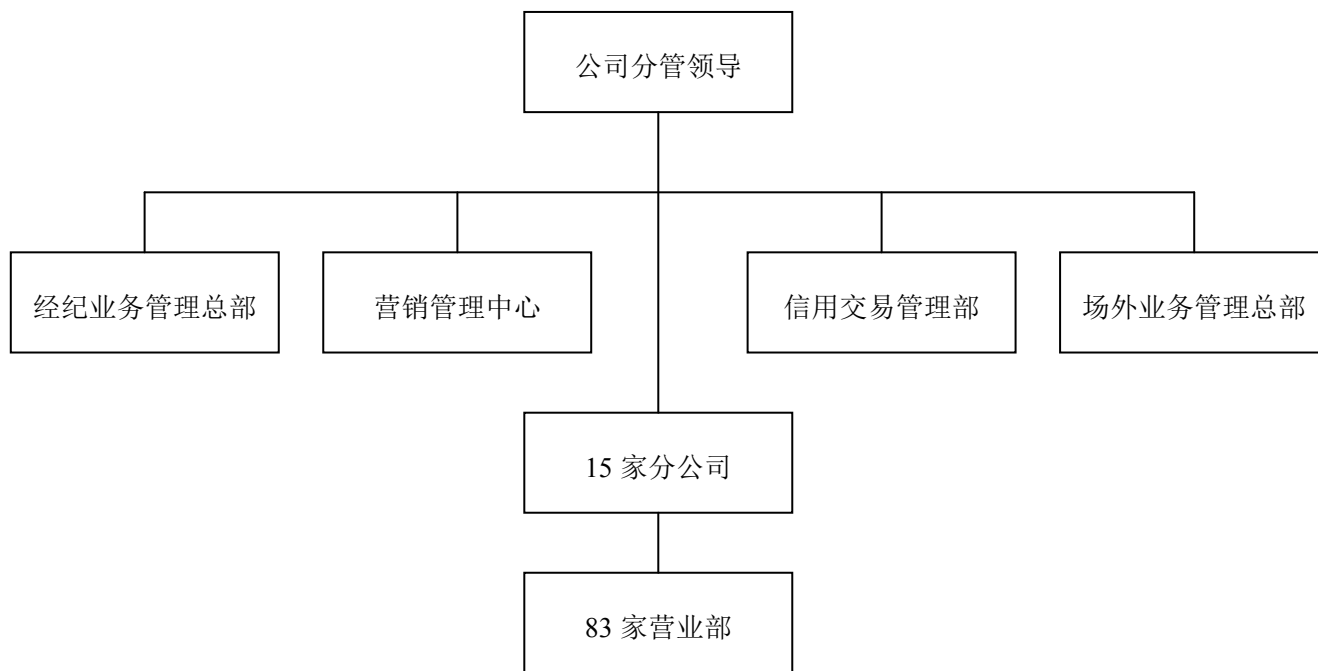 公司分管领导
经纪业务管理总部
营销管理中心
信用交易管理部
场外业务管理总部
15 家分公司
83 家营业部